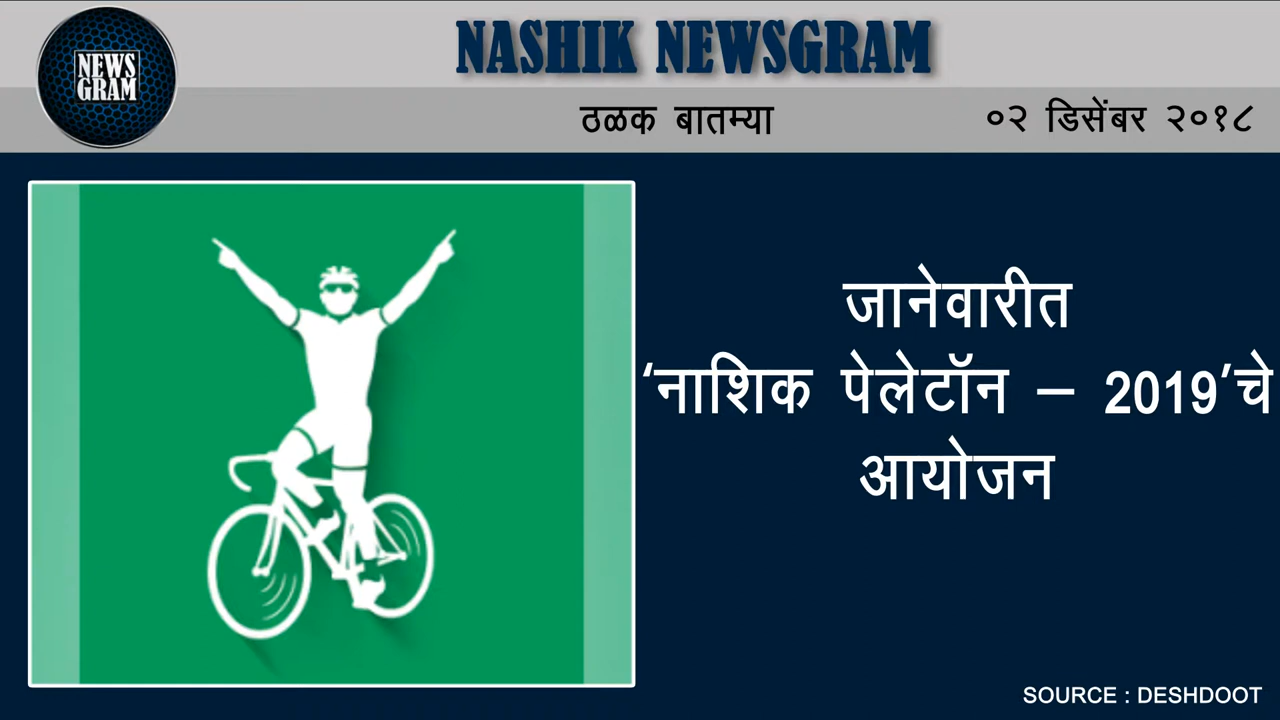 NEWS
GRAM
NASHIK NEWSGRAM
ठळक बातम्या
०२ डिसेंबर २०१८
जानेवारीत
‘नाशिक पेलेटॉन – 2019’चे
आयोजन
SOURCE : DESHDOOT